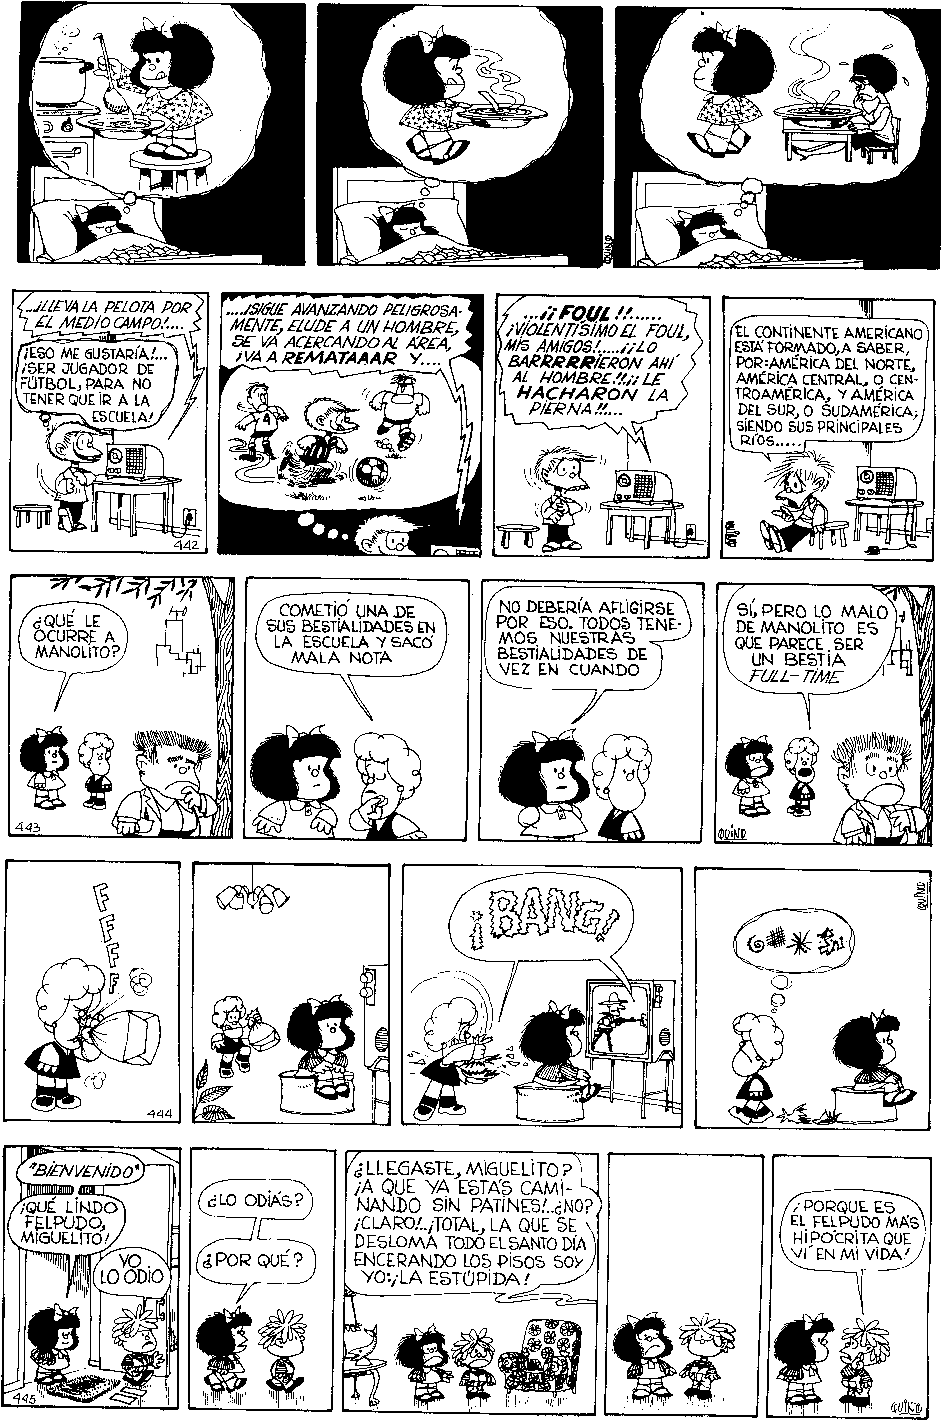 QUINO
...¡LLEVA LA PELOTA POR
EL MEDIO CAMPO!....
¡ESO ME GUSTARÍA!...
¡SER JUGADOR DE
FÚTBOL, PARA NO
TENER QUE IR A LA
ESCUELA!
442
....¡SIGUE AVANZANDO PELIGROSA-
MENTE, ELUDE A UN HOMBRE,
SE VA ACERCANDO AL ÁREA,
¡VA A REMATAAAR Y....
....¡¡FOUL!!......
¡VIOLENTÍSIMO EL FOUL,
MIS AMIGOS!....¡¡LO
BARRRRRIERON AHÍ
AL HOMBRE!!¡¡LE
HACHARON LA
PIERNA!!...
EL CONTINENTE AMERICANO
ESTÁ FORMADO, A SABER,
POR: AMÉRICA DEL NORTE,
AMÉRICA CENTRAL, O CEN-
TROAMÉRICA, Y AMÉRICA
DEL SUR, O SUDAMÉRICA;
SIENDO SUS PRINCIPALES
RÍOS.....
QUINO
¿QUÉ LE
OCURRE A
MANOLITO?
443
COMETIÓ UNA DE
SUS BESTIALIDADES EN
LA ESCUELA Y SACÓ
MALA NOTA
NO DEBERÍA AFLIGIRSE
POR ESO. TODOS TENE-
MOS NUESTRAS
BESTIALIDADES DE
VEZ EN CUANDO
SÍ, PERO LO MALO
DE MANOLITO ES
QUE PARECE SER
UN BESTIA
FULL-TIME
QUINO
FFFFF
444
¡BANG!
QUINO
"BIENVENIDO"
¡QUÉ LINDO
FELPUDO,
MIGUELITO!
YO
LO ODIO
445
¿LO ODIÁS?
¿POR QUÉ?
¿LLEGASTE, MIGUELITO?
¡A QUE YA ESTÁS CAMI-
NANDO SIN PATINES!..¿NO?
¡CLARO!..¡TOTAL, LA QUE SE
DESLOMA TODO EL SANTO DÍA
ENCERANDO LOS PISOS SOY
YO:¡LA ESTÚPIDA!
¡PORQUE ES
EL FELPUDO MÁS
HIPÓCRITA QUE
VI EN MI VIDA!
QUINO